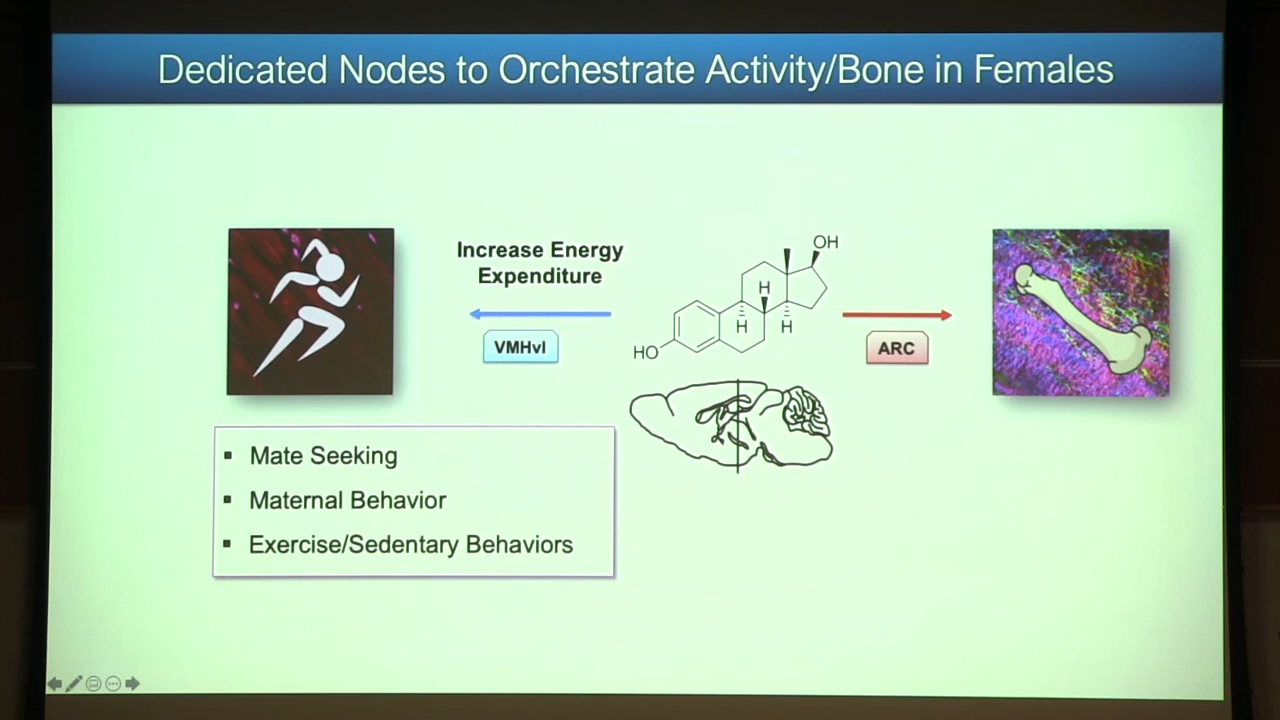 Dedicated Nodes to Orchestrate Activity/Bone in Females
Increase Energy
Expenditure
VMHvl
OH
H
H
H
HO
ARC
▪ Mate Seeking
▪ Maternal Behavior
▪ Exercise/Sedentary Behaviors